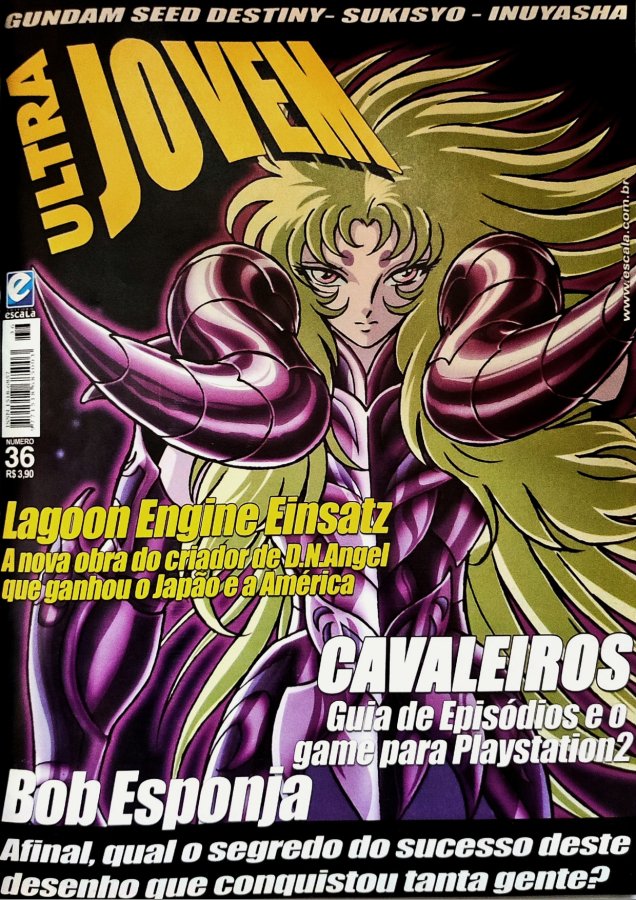 GUNDAM SEED DESTINY- SUKISYO - INUYASHA
ULTRA
JOVEM
www.escala.com.br
e
escala
NUMERO
36
R$ 3,90
Lagoon Engine Einsatz
A nova obra do criador de D.N.Angel
que ganhou o Japão e a América
CAVALEIROS
Guia de Episódios e o
game para Playstation2
Bob Esponja
Afinal, qual o segredo do sucesso deste
desenho que conquistou tanta gente?